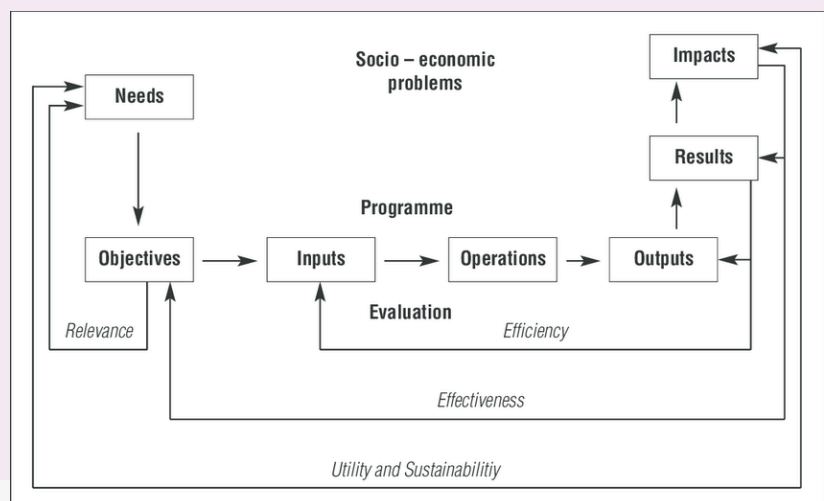 Socio – economic
problems
Impacts
Needs
Results
Programme
Objectives
Inputs
Operations
Outputs
Evaluation
Relevance
Efficiency
Effectiveness
Utility and Sustainabilitiy